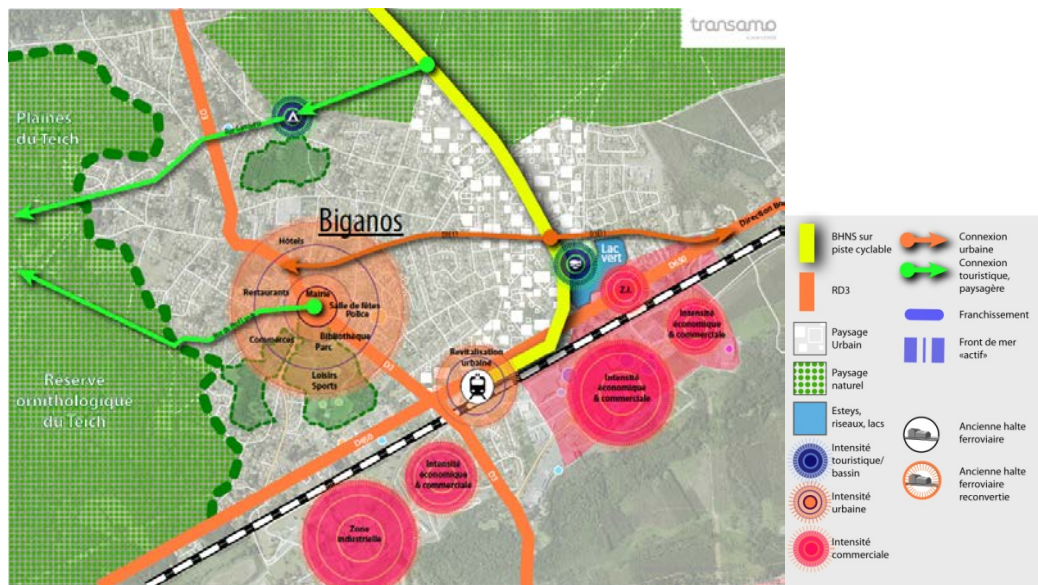 transamo
Plaines
du Teich
D3
Biganos
Hôtels
Restaurants
Mairie
Salle de fêtes
Police
Commerces
Bibliothèque
Parc
Loisirs
Sports
Réserve
ornithologique
du Teich
Lac
vert
Z.I.
D650
Revitalisation
urbaine
Intensité
économique
& commerciale
Intensité
économique
& commerciale
D3
D650
Intensité
économique
& commerciale
D3
Zone
industrielle
BHNS sur
piste cyclable
RD3
Paysage
Urbain
Paysage
naturel
Esteys,
riseaux, lacs
Intensité
touristique/
bassin
Intensité
urbaine
Intensité
commerciale
Connexion
urbaine
Connexion
touristique,
paysagère
Franchissement
Front de mer
«actif»
Ancienne halte
ferroviaire
Ancienne halte
ferroviaire
reconvertie